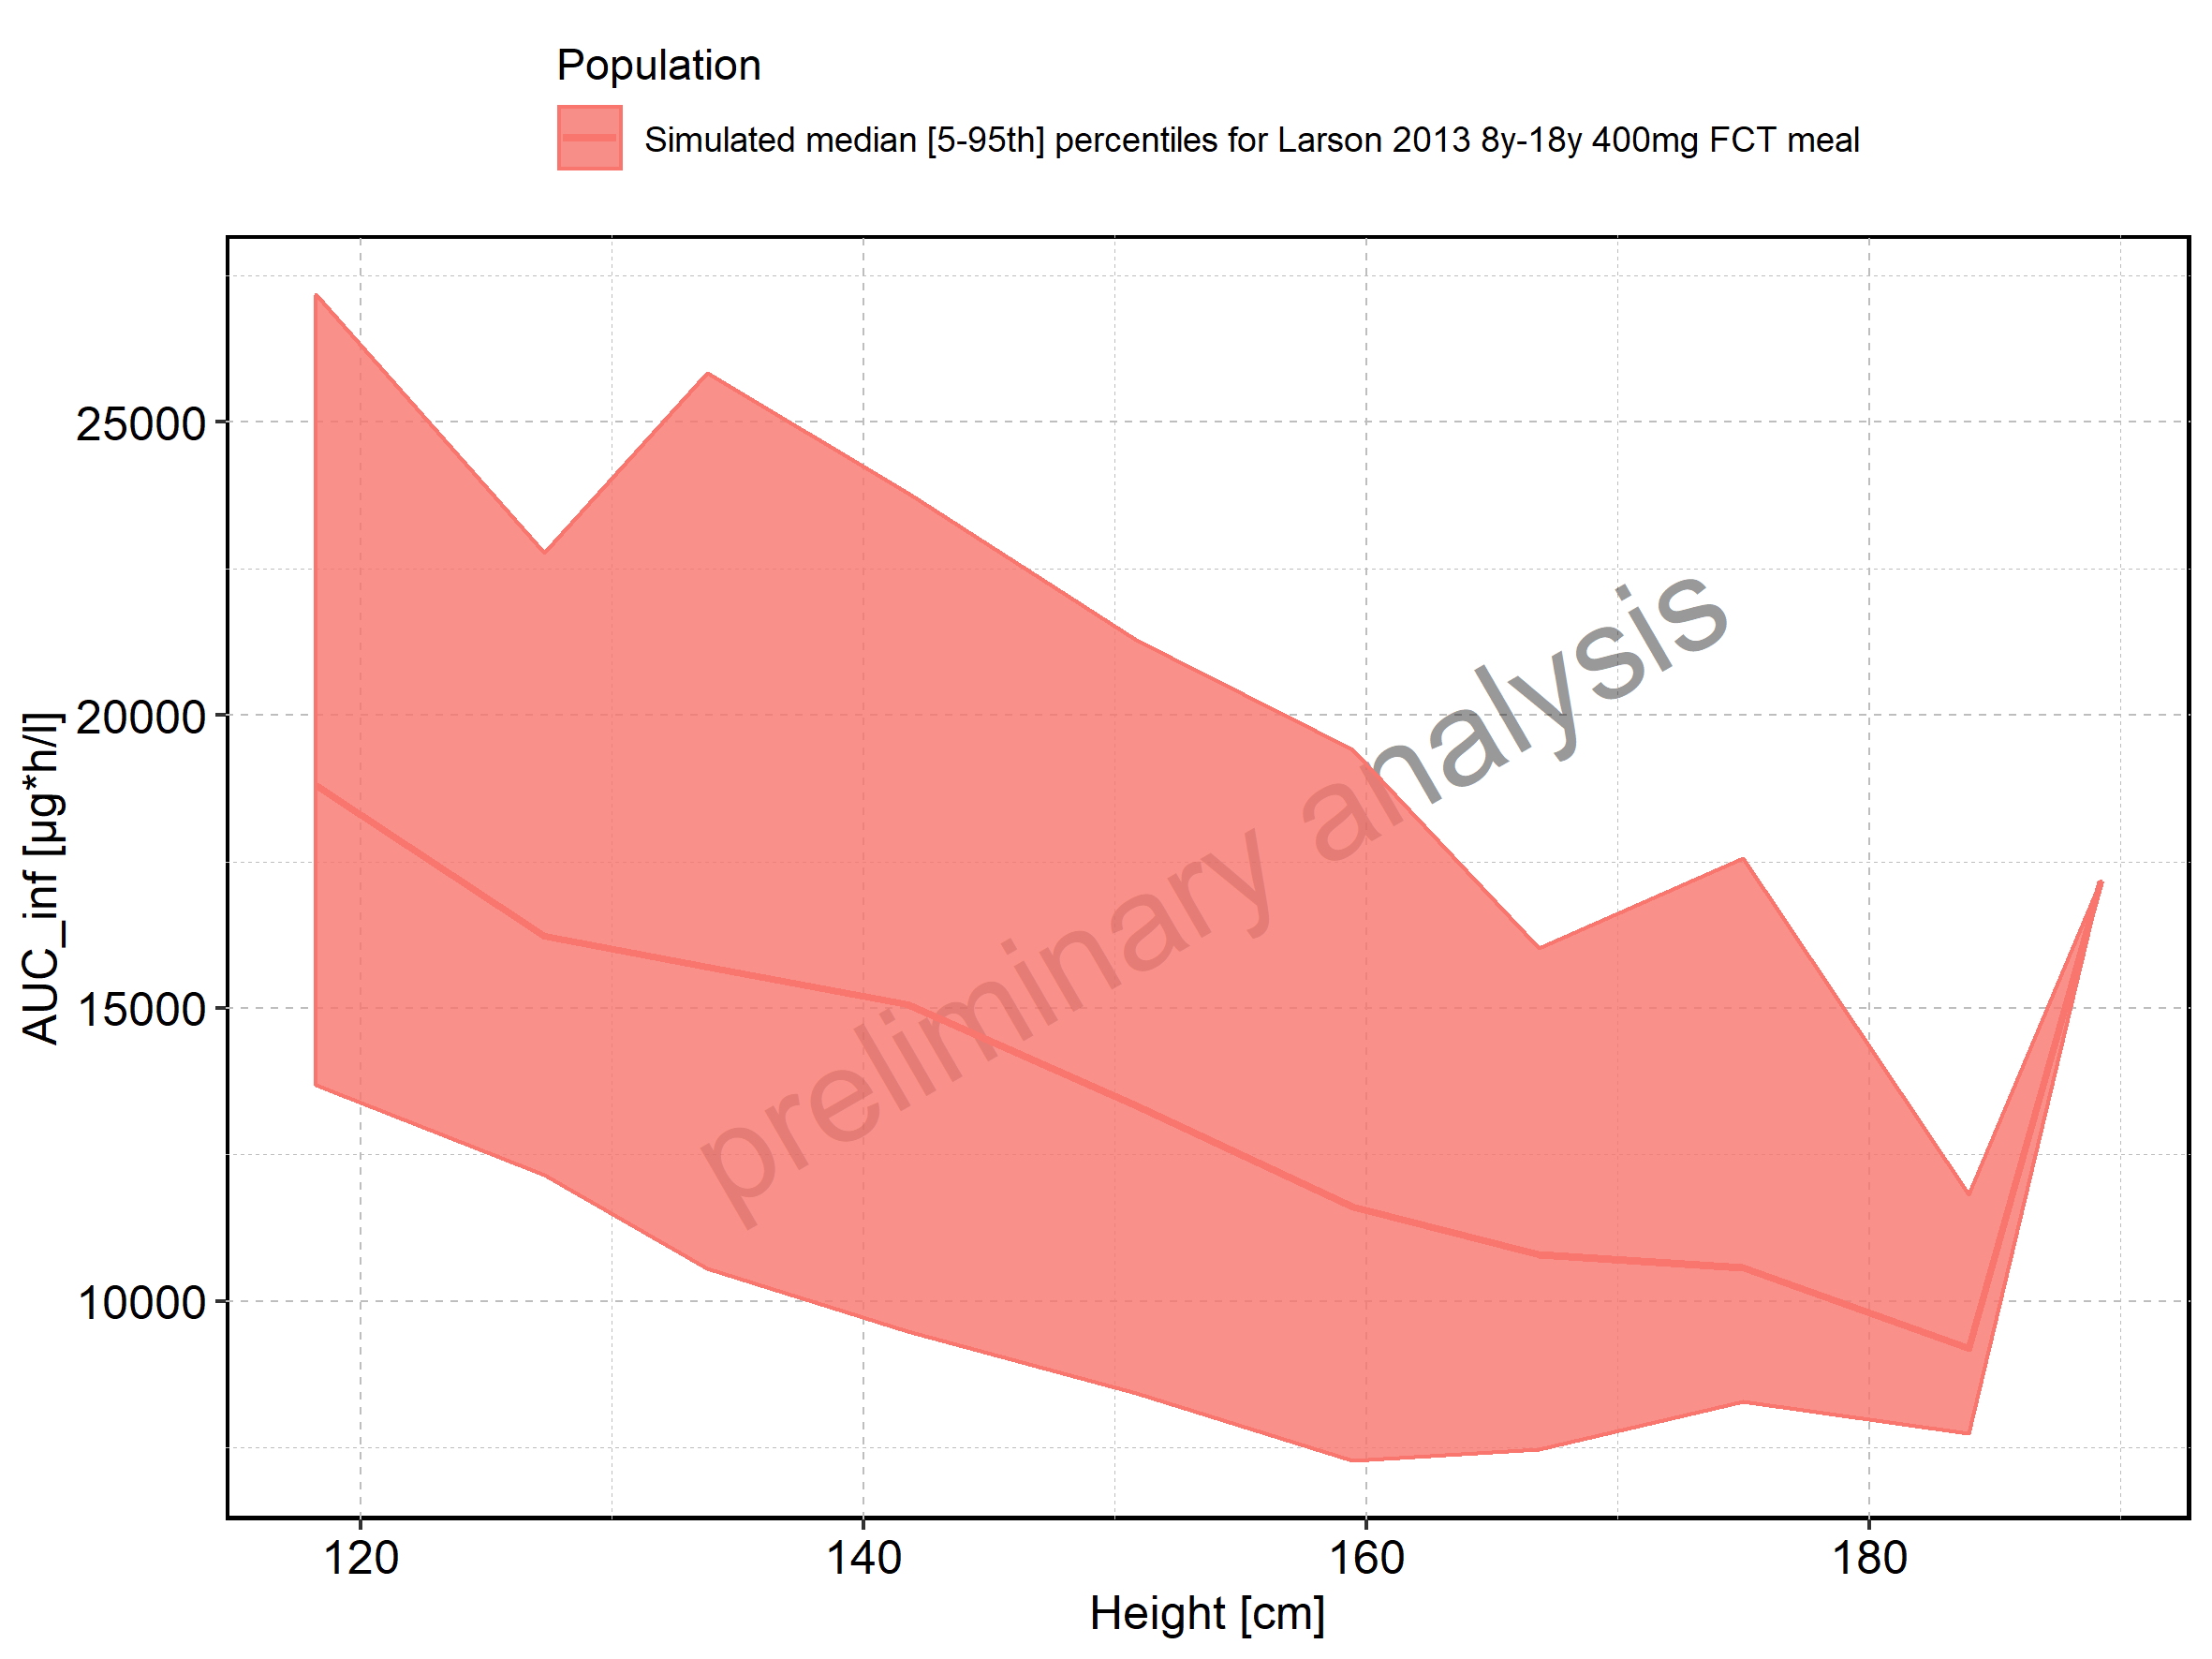 Population
Simulated median [5-95th] percentiles for Larson 2013 8y-18y 400mg FCT meal
25000
20000
15000
10000
AUC_inf [µg*h/l]
preliminary analysis
120 140 160 180
Height [cm]